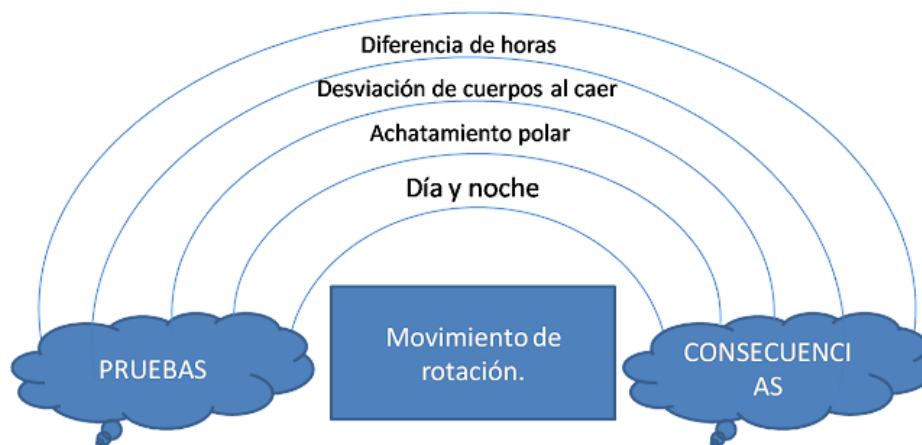 Diferencia de horas
Desviación de cuerpos al caer
Achatamiento polar
Día y noche
Movimiento de
rotación.
PRUEBAS
CONSECUENCI
AS